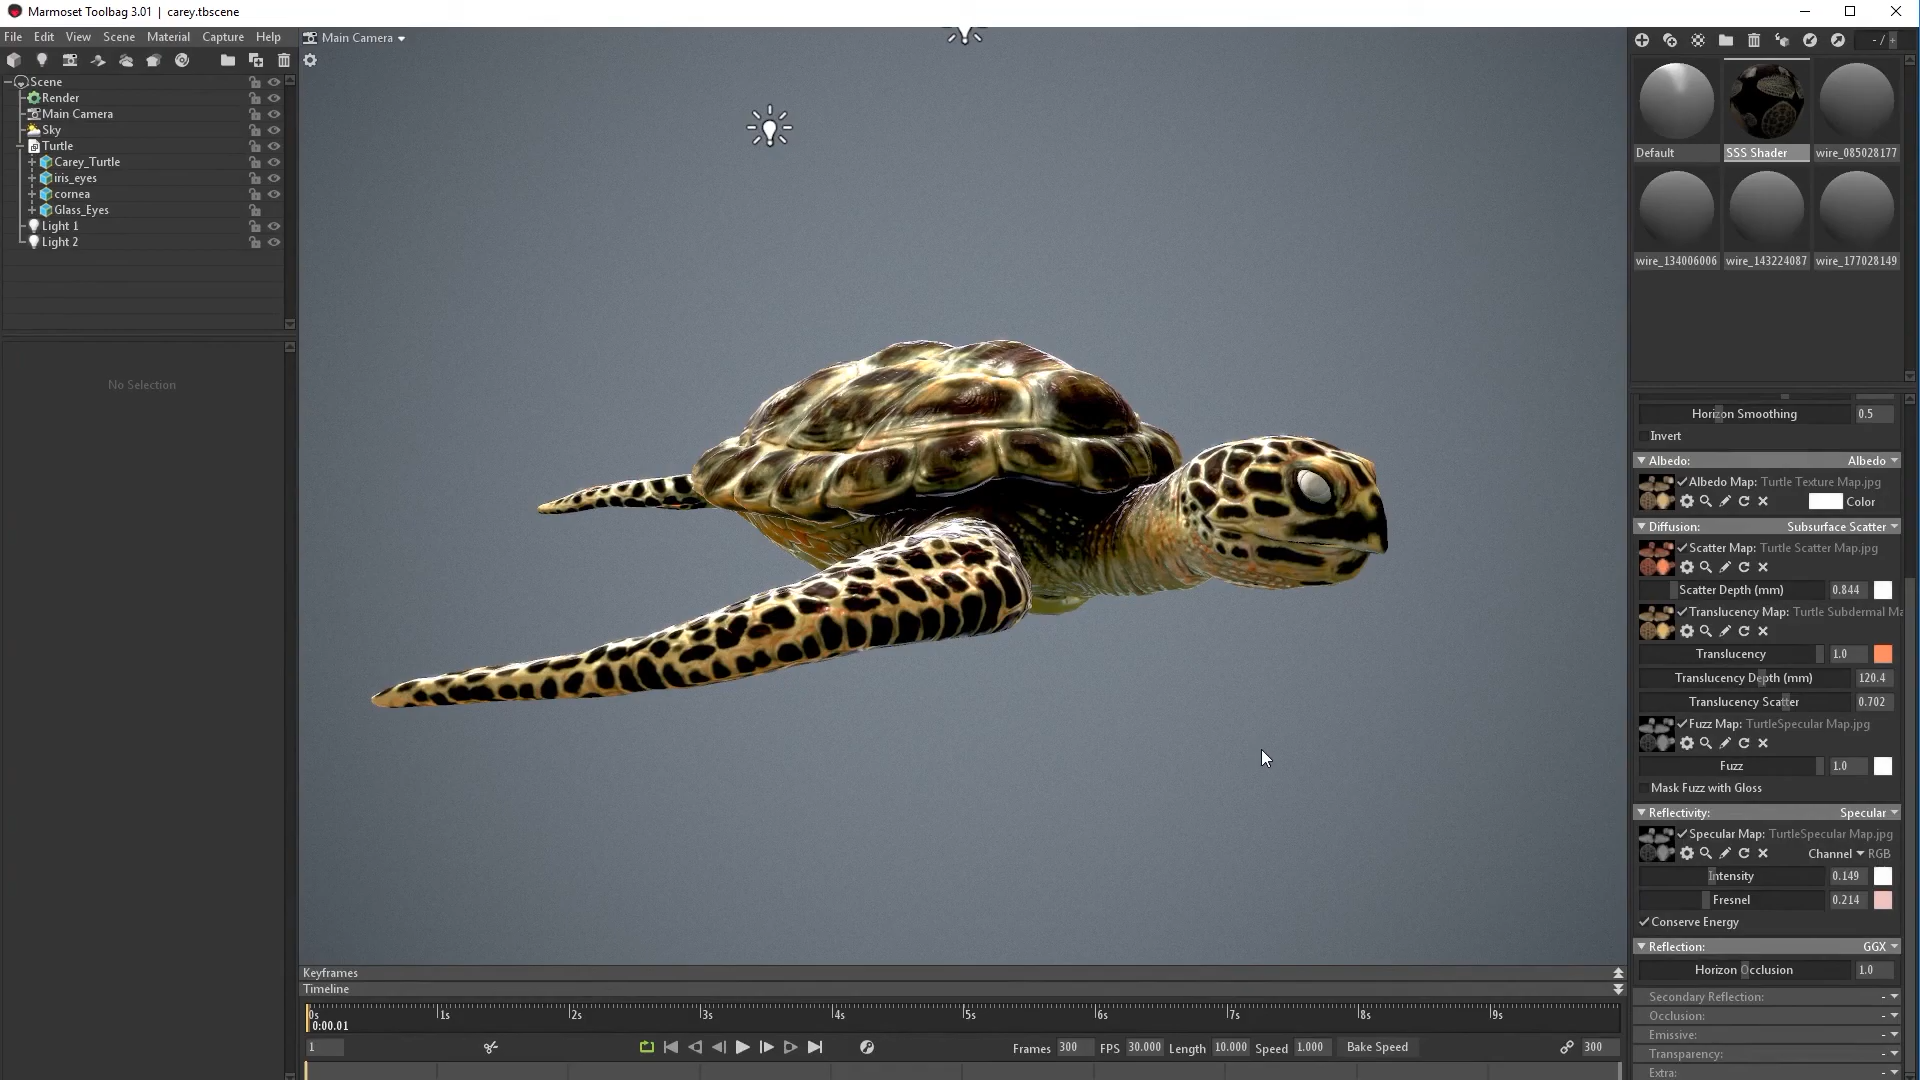 Marmoset Toolbag 3.01 | carey.tbscene
File Edit View Scene Material Capture Help
Main Camera
- / +
Scene
Render
Main Camera
Sky
Turtle
Carey_Turtle
iris_eyes
cornea
Glass_Eyes
Light 1
Light 2
No Selection
Default SSS Shader wire_085028177
wire_134006006 wire_143224087 wire_177028149
Horizon Smoothing 0.5
Invert
Albedo: Albedo
Albedo Map: Turtle Texture Map.jpg
Color
Diffusion: Subsurface Scatter
Scatter Map: Turtle Scatter Map.jpg
Scatter Depth (mm) 0.844
Translucency Map: Turtle Subdermal Ma
Translucency 1.0
Translucency Depth (mm) 120.4
Translucency Scatter 0.702
Fuzz Map: TurtleSpecular Map.jpg
Fuzz 1.0
Mask Fuzz with Gloss
Reflectivity: Specular
Specular Map: TurtleSpecular Map.jpg
Channel RGB
Intensity 0.149
Fresnel 0.214
Conserve Energy
Reflection: GGX
Horizon Occlusion 1.0
Secondary Reflection: -
Occlusion: -
Emissive: -
Transparency: -
Extra: -
Keyframes
Timeline
0s 1s 2s 3s 4s 5s 6s 7s 8s 9s
0:00.01
1 Frames 300 FPS 30.000 Length 10.000 Speed 1.000 Bake Speed 300